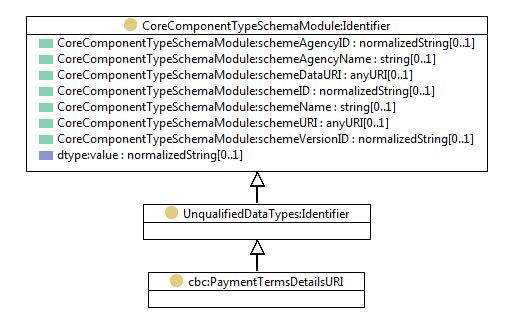 CoreComponentTypeSchemaModule:Identifier
CoreComponentTypeSchemaModule:schemeAgencyID : normalizedString[0..1]
CoreComponentTypeSchemaModule:schemeAgencyName : string[0..1]
CoreComponentTypeSchemaModule:schemeDataURI : anyURI[0..1]
CoreComponentTypeSchemaModule:schemeID : normalizedString[0..1]
CoreComponentTypeSchemaModule:schemeName : string[0..1]
CoreComponentTypeSchemaModule:schemeURI : anyURI[0..1]
CoreComponentTypeSchemaModule:schemeVersionID : normalizedString[0..1]
dtype:value : normalizedString[0..1]
UnqualifiedDataTypes:Identifier
cbc:PaymentTermsDetailsURI